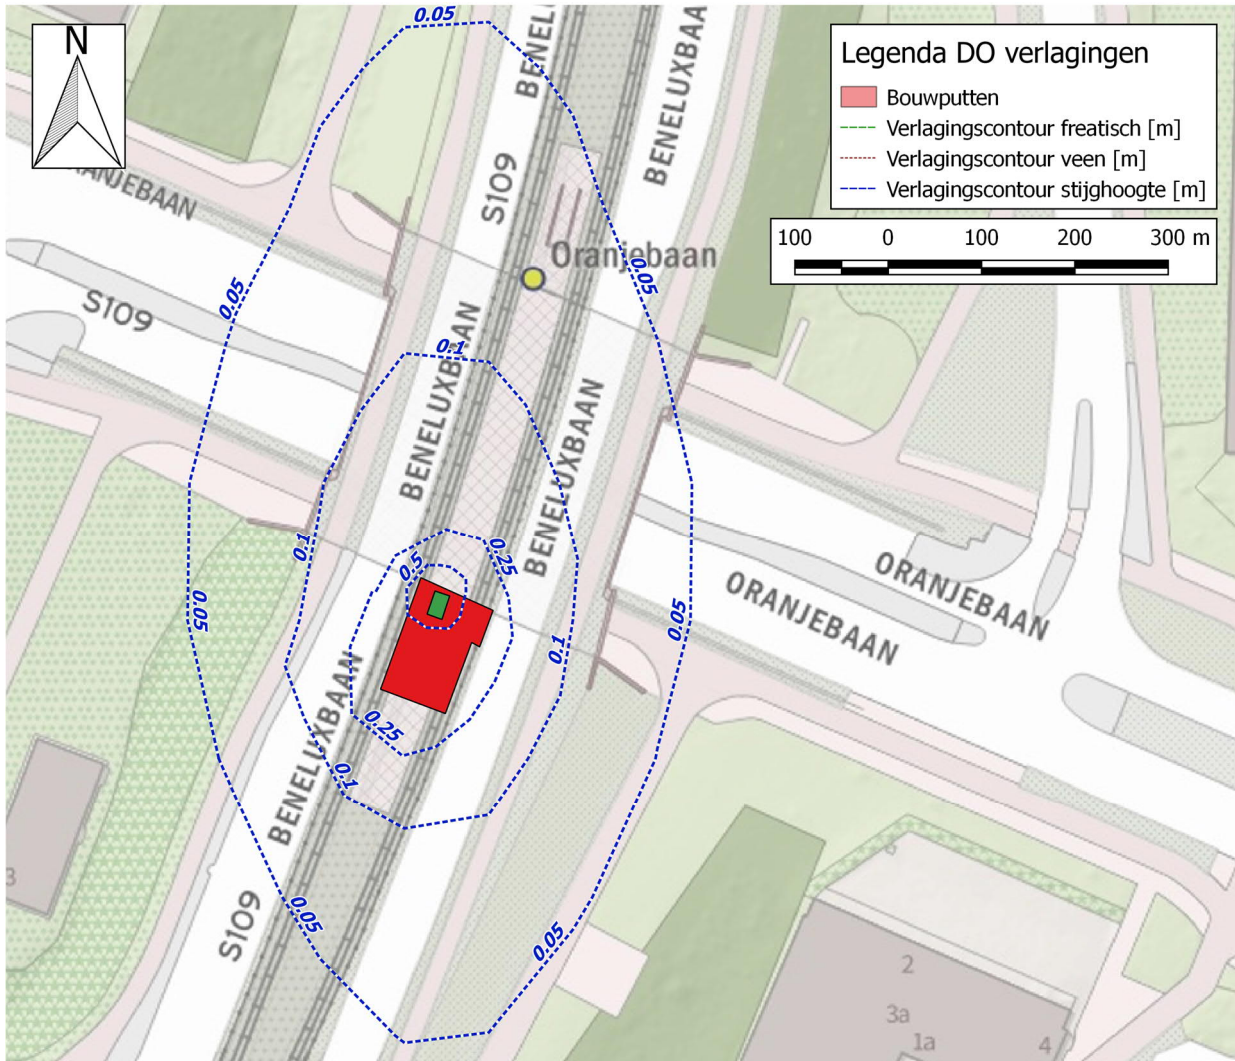 N
Legenda DO verlagingen
Bouwputten
Verlagingscontour freatisch [m]
Verlagingscontour veen [m]
Verlagingscontour stijghoogte [m]
100 0 100 200 300 m
0.05
BENEL
BENELUXBAA
S109
RANJEBAAN
Oranjebaan
0.05
0.05
S109
BENELUXBAAN
0.1
BENELUXBAAN
0.1
0.25
0.5
ORANJEBAAN
ORANJEBAAN
0.05
0.05
0.1
BENELUXBAAN
0.25
0.1
3
S109
0.05
0.05
2
3a
1a
4